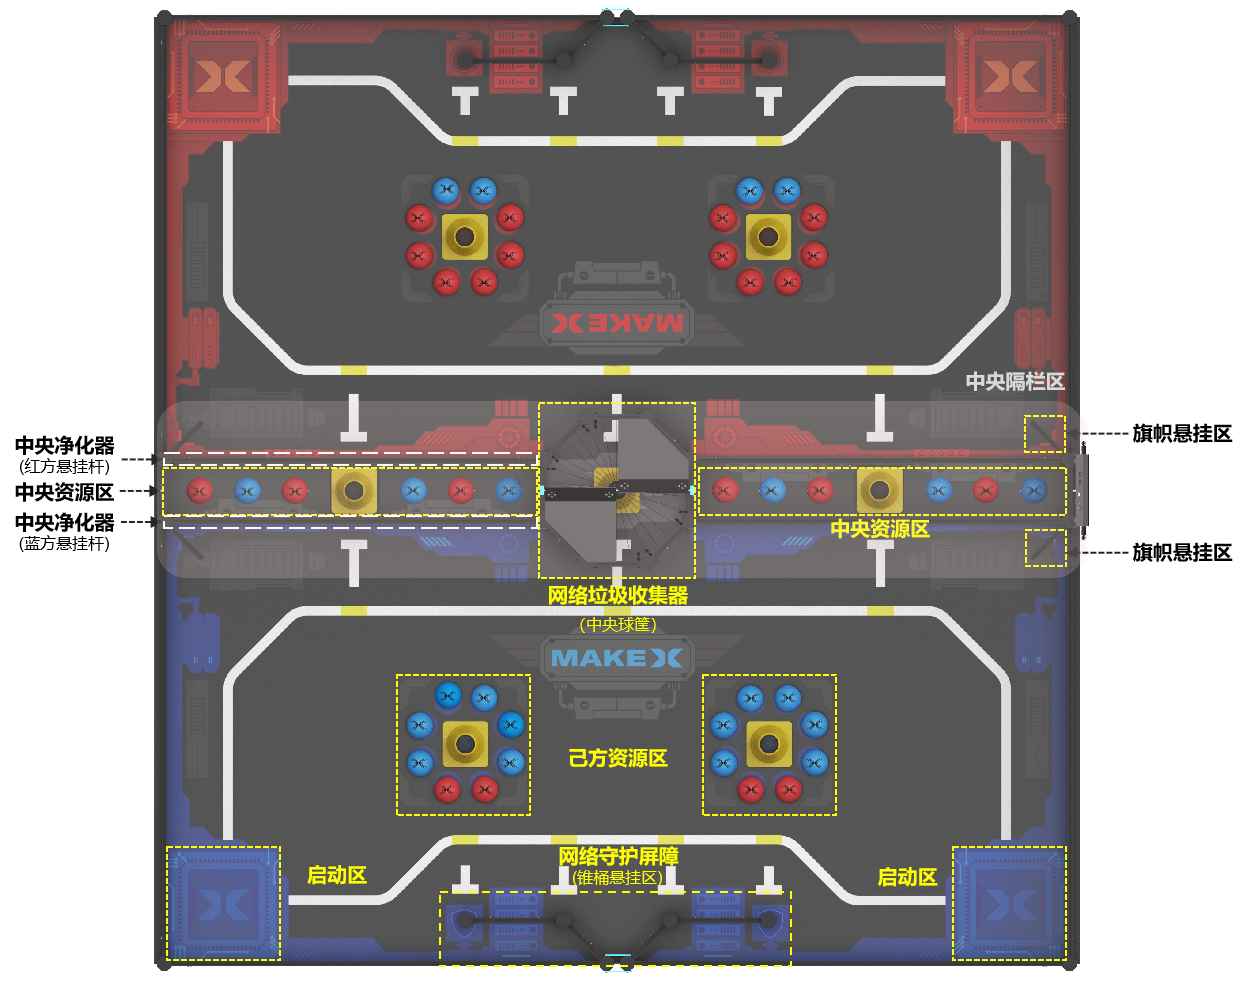 MAKEX
中央隔栏区
旗帜悬挂区
中央净化器
(红方悬挂杆)
中央资源区
中央净化器
(蓝方悬挂杆)
中央资源区
旗帜悬挂区
网络垃圾收集器
(中央球筐)
MAKEX
己方资源区
网络守护屏障
(锥桶悬挂区)
启动区
启动区